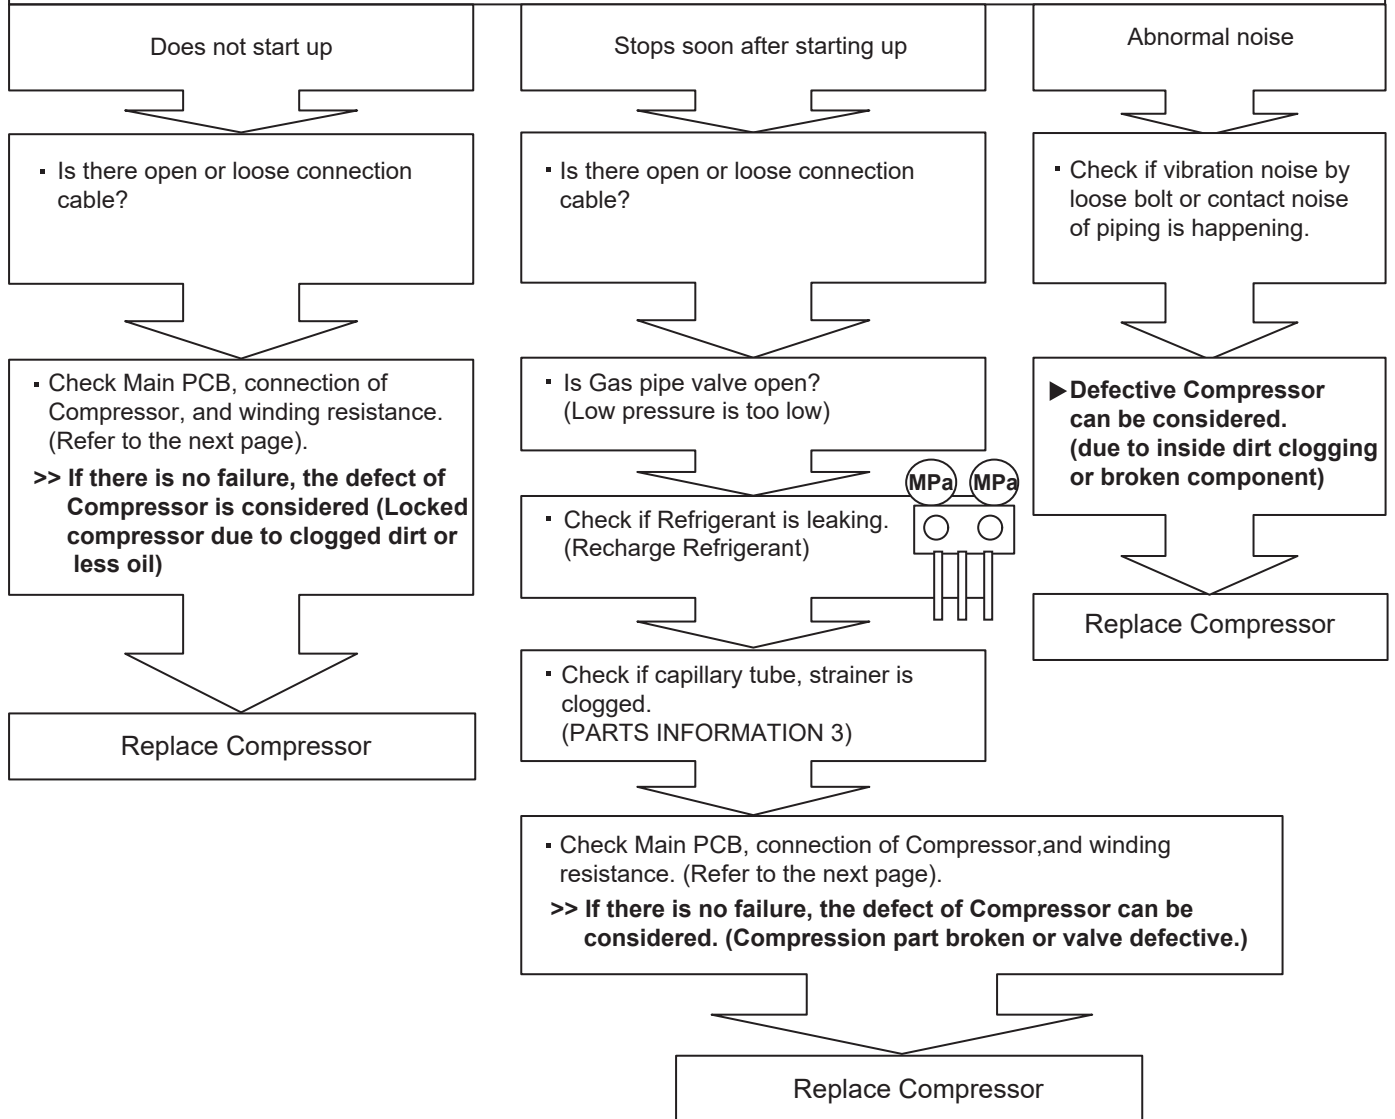 Does not start up
▪ Is there open or loose connection
cable?
▪ Check Main PCB, connection of
Compressor, and winding resistance.
(Refer to the next page).
>> If there is no failure, the defect of
Compressor is considered (Locked
compressor due to clogged dirt or
less oil)
Replace Compressor
Stops soon after starting up
▪ Is there open or loose connection
cable?
▪ Is Gas pipe valve open?
(Low pressure is too low)
▪ Check if Refrigerant is leaking.
(Recharge Refrigerant)
MPa MPa
▪ Check if capillary tube, strainer is
clogged.
(PARTS INFORMATION 3)
▪ Check Main PCB, connection of Compressor,and winding
resistance. (Refer to the next page).
>> If there is no failure, the defect of Compressor can be
considered. (Compression part broken or valve defective.)
Replace Compressor
Abnormal noise
▪ Check if vibration noise by
loose bolt or contact noise
of piping is happening.
▶Defective Compressor
can be considered.
(due to inside dirt clogging
or broken component)
Replace Compressor